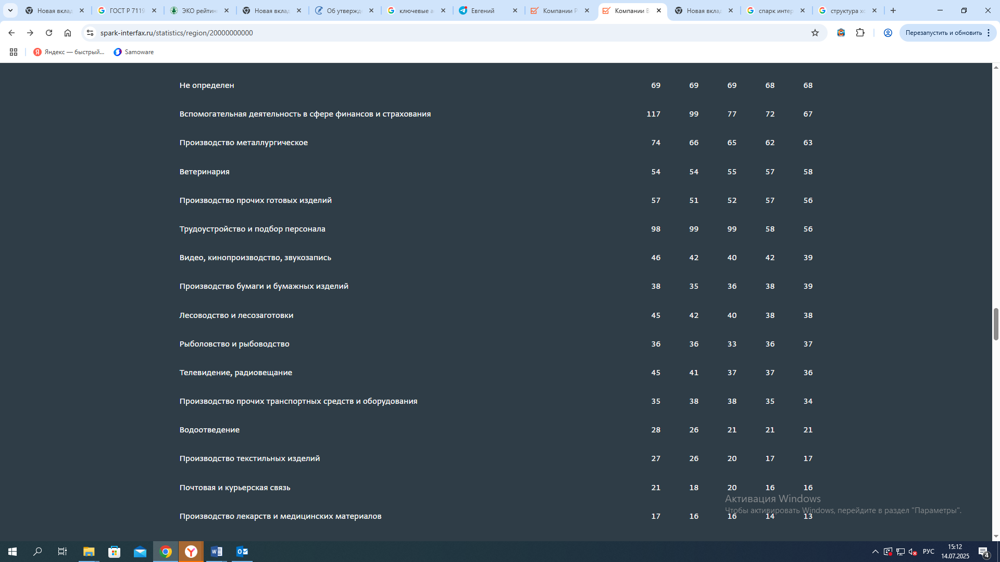 Новая вклад
ГОСТ Р 7119
ЭКО рейтин
Новая вклад
Об утвержде
ключевые а
Евгений
Компании Р
Компании В
Новая вклад
спарк интер
структура хо
spark-interfax.ru/statistics/region/20000000000
Перезапустить и обновить
Яндекс — быстрый...
Samoware
Не определен 69 69 69 68 68
Вспомогательная деятельность в сфере финансов и страхования 117 99 77 72 67
Производство металлургическое 74 66 65 62 63
Ветеринария 54 54 55 57 58
Производство прочих готовых изделий 57 51 52 57 56
Трудоустройство и подбор персонала 98 99 99 58 56
Видео, кинопроизводство, звукозапись 46 42 40 42 39
Производство бумаги и бумажных изделий 38 35 36 38 39
Лесоводство и лесозаготовки 45 42 40 38 38
Рыболовство и рыбоводство 36 36 33 36 37
Телевидение, радиовещание 45 41 37 37 36
Производство прочих транспортных средств и оборудования 35 38 38 35 34
Водоотведение 28 26 21 21 21
Производство текстильных изделий 27 26 20 17 17
Почтовая и курьерская связь 21 18 20 16 16
Производство лекарств и медицинских материалов 17 16 16 14 13
Активация Windows
Чтобы активировать Windows, перейдите в раздел "Параметры".
РУС
15:12
14.07.2025
4